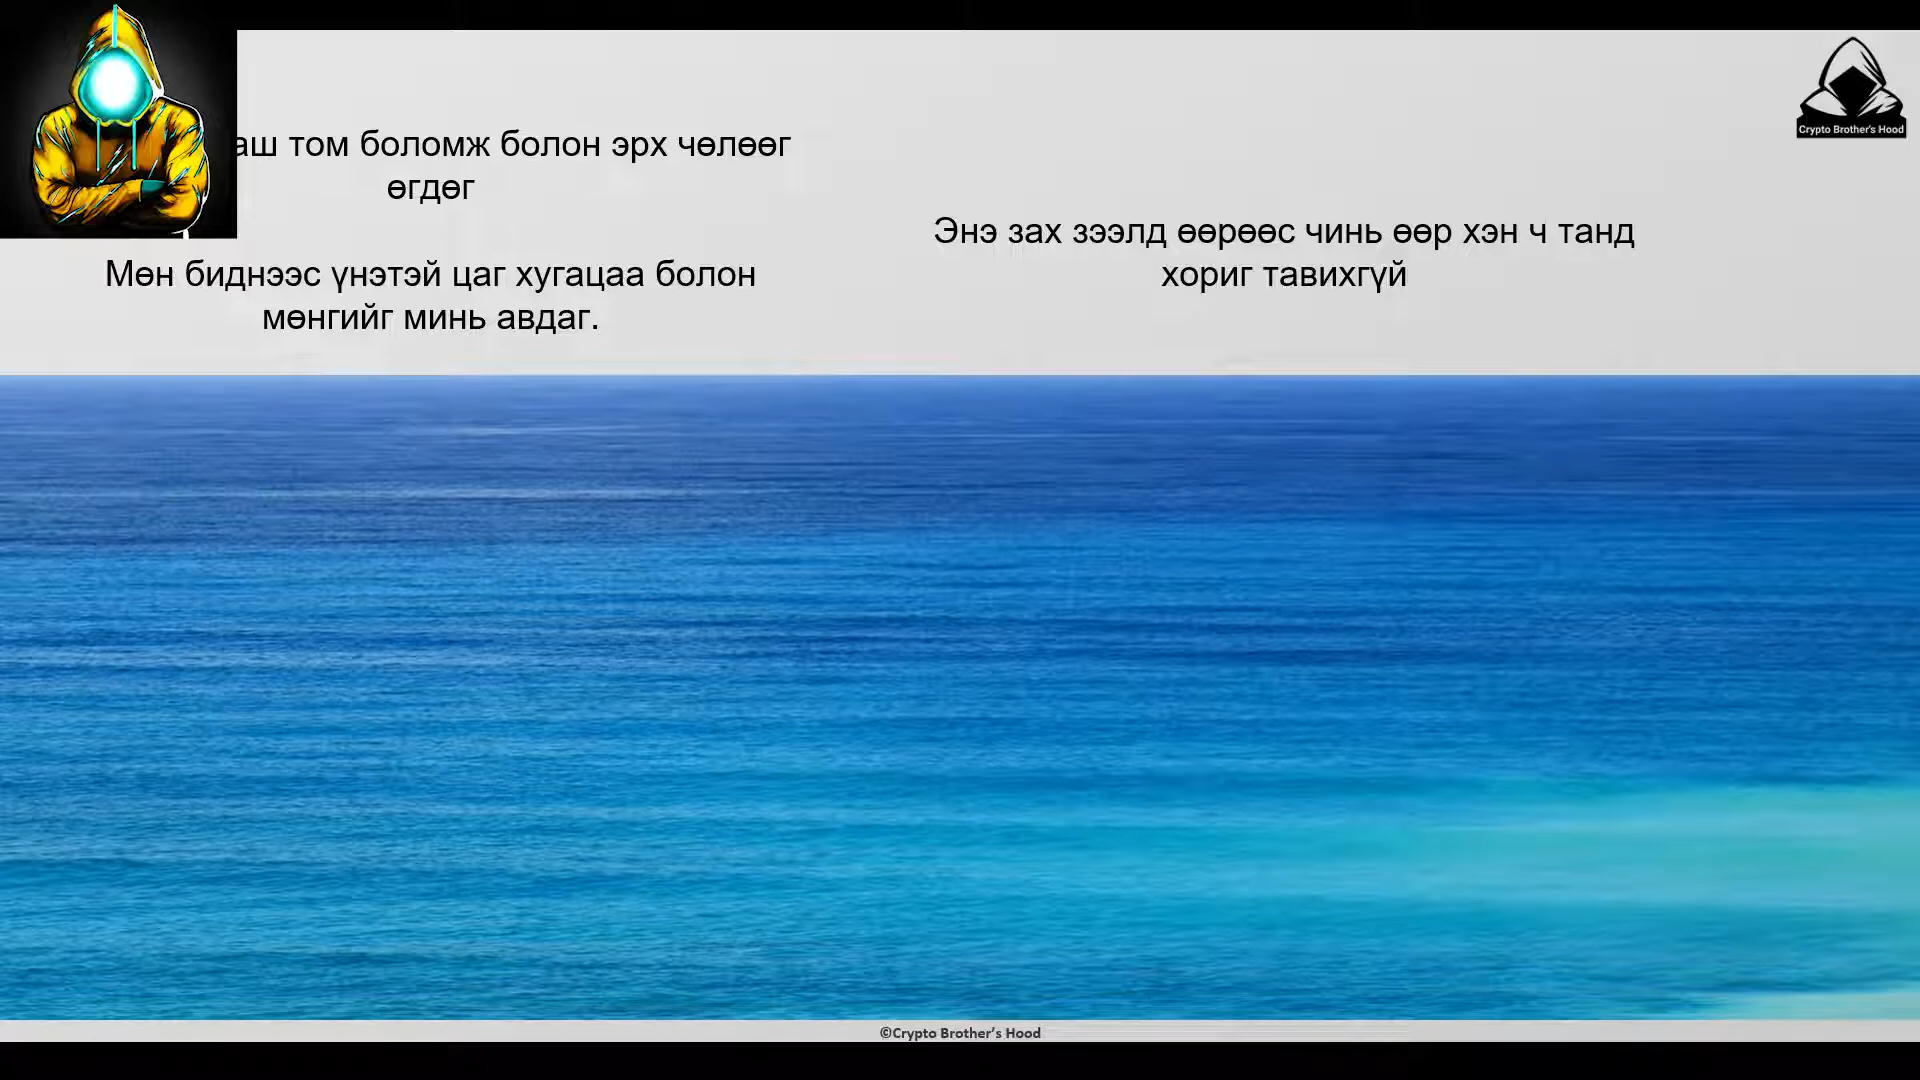 том боломж болон эрх чөлөөг
өгдөг
Мөн биднээс үнэтэй цаг хугацаа болон
мөнгийг минь авдаг.
Энэ зах зээлд өөрөөс чинь өөр хэн ч танд
хориг тавихгүй
Crypto Brother's Hood
©Crypto Brother's Hood